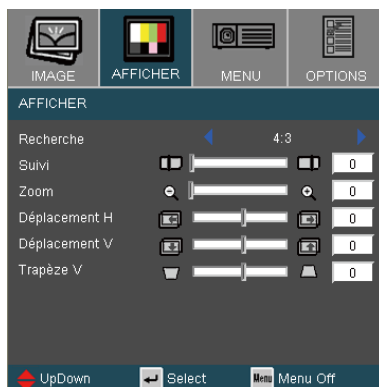 IMAGE AFFICHER MENU OPTIONS
AFFICHER
Recherche 4:3
Suivi 0
Zoom 0
Déplacement H 0
Déplacement V 0
Trapèze V 0
UpDown Select Menu Menu Off